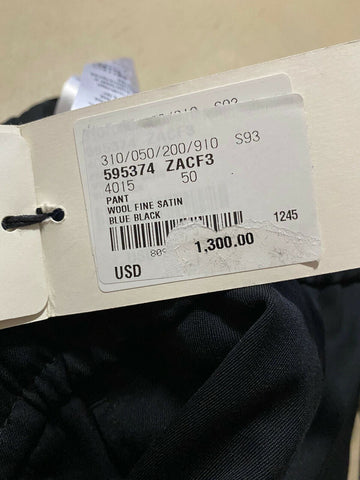 310/050/200/910 S93
595374 ZACF3
4015 50
PANT
WOOL FINE SATIN
BLUE BLACK 1245
1,300.00
USD